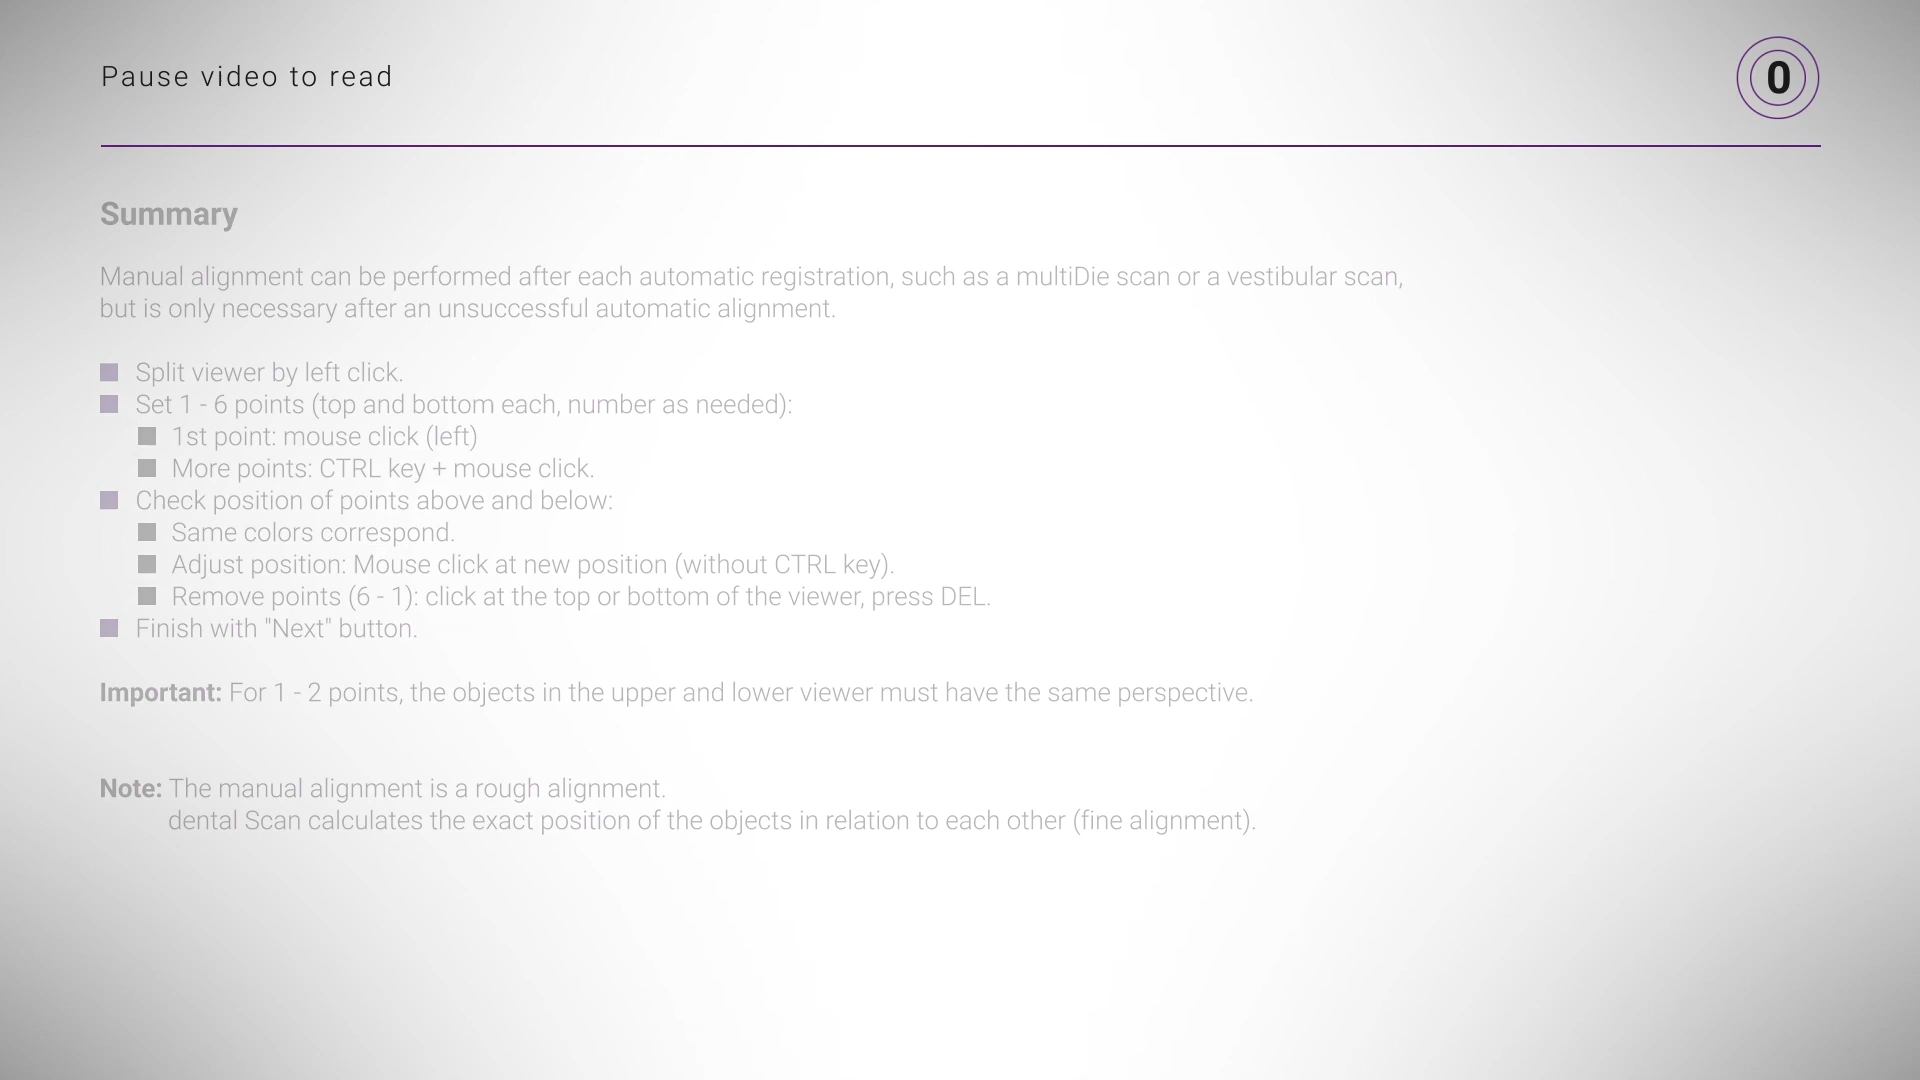 Pause video to read
0
Summary
Manual alignment can be performed after each automatic registration, such as a multiDie scan or a vestibular scan,
but is only necessary after an unsuccessful automatic alignment.
Split viewer by left click.
Set 1 - 6 points (top and bottom each, number as needed):
1st point: mouse click (left)
More points: CTRL key + mouse click.
Check position of points above and below:
Same colors correspond.
Adjust position: Mouse click at new position (without CTRL key).
Remove points (6 - 1): click at the top or bottom of the viewer, press DEL.
Finish with "Next" button.
Important: For 1 - 2 points, the objects in the upper and lower viewer must have the same perspective.
Note: The manual alignment is a rough alignment.
dental Scan calculates the exact position of the objects in relation to each other (fine alignment).